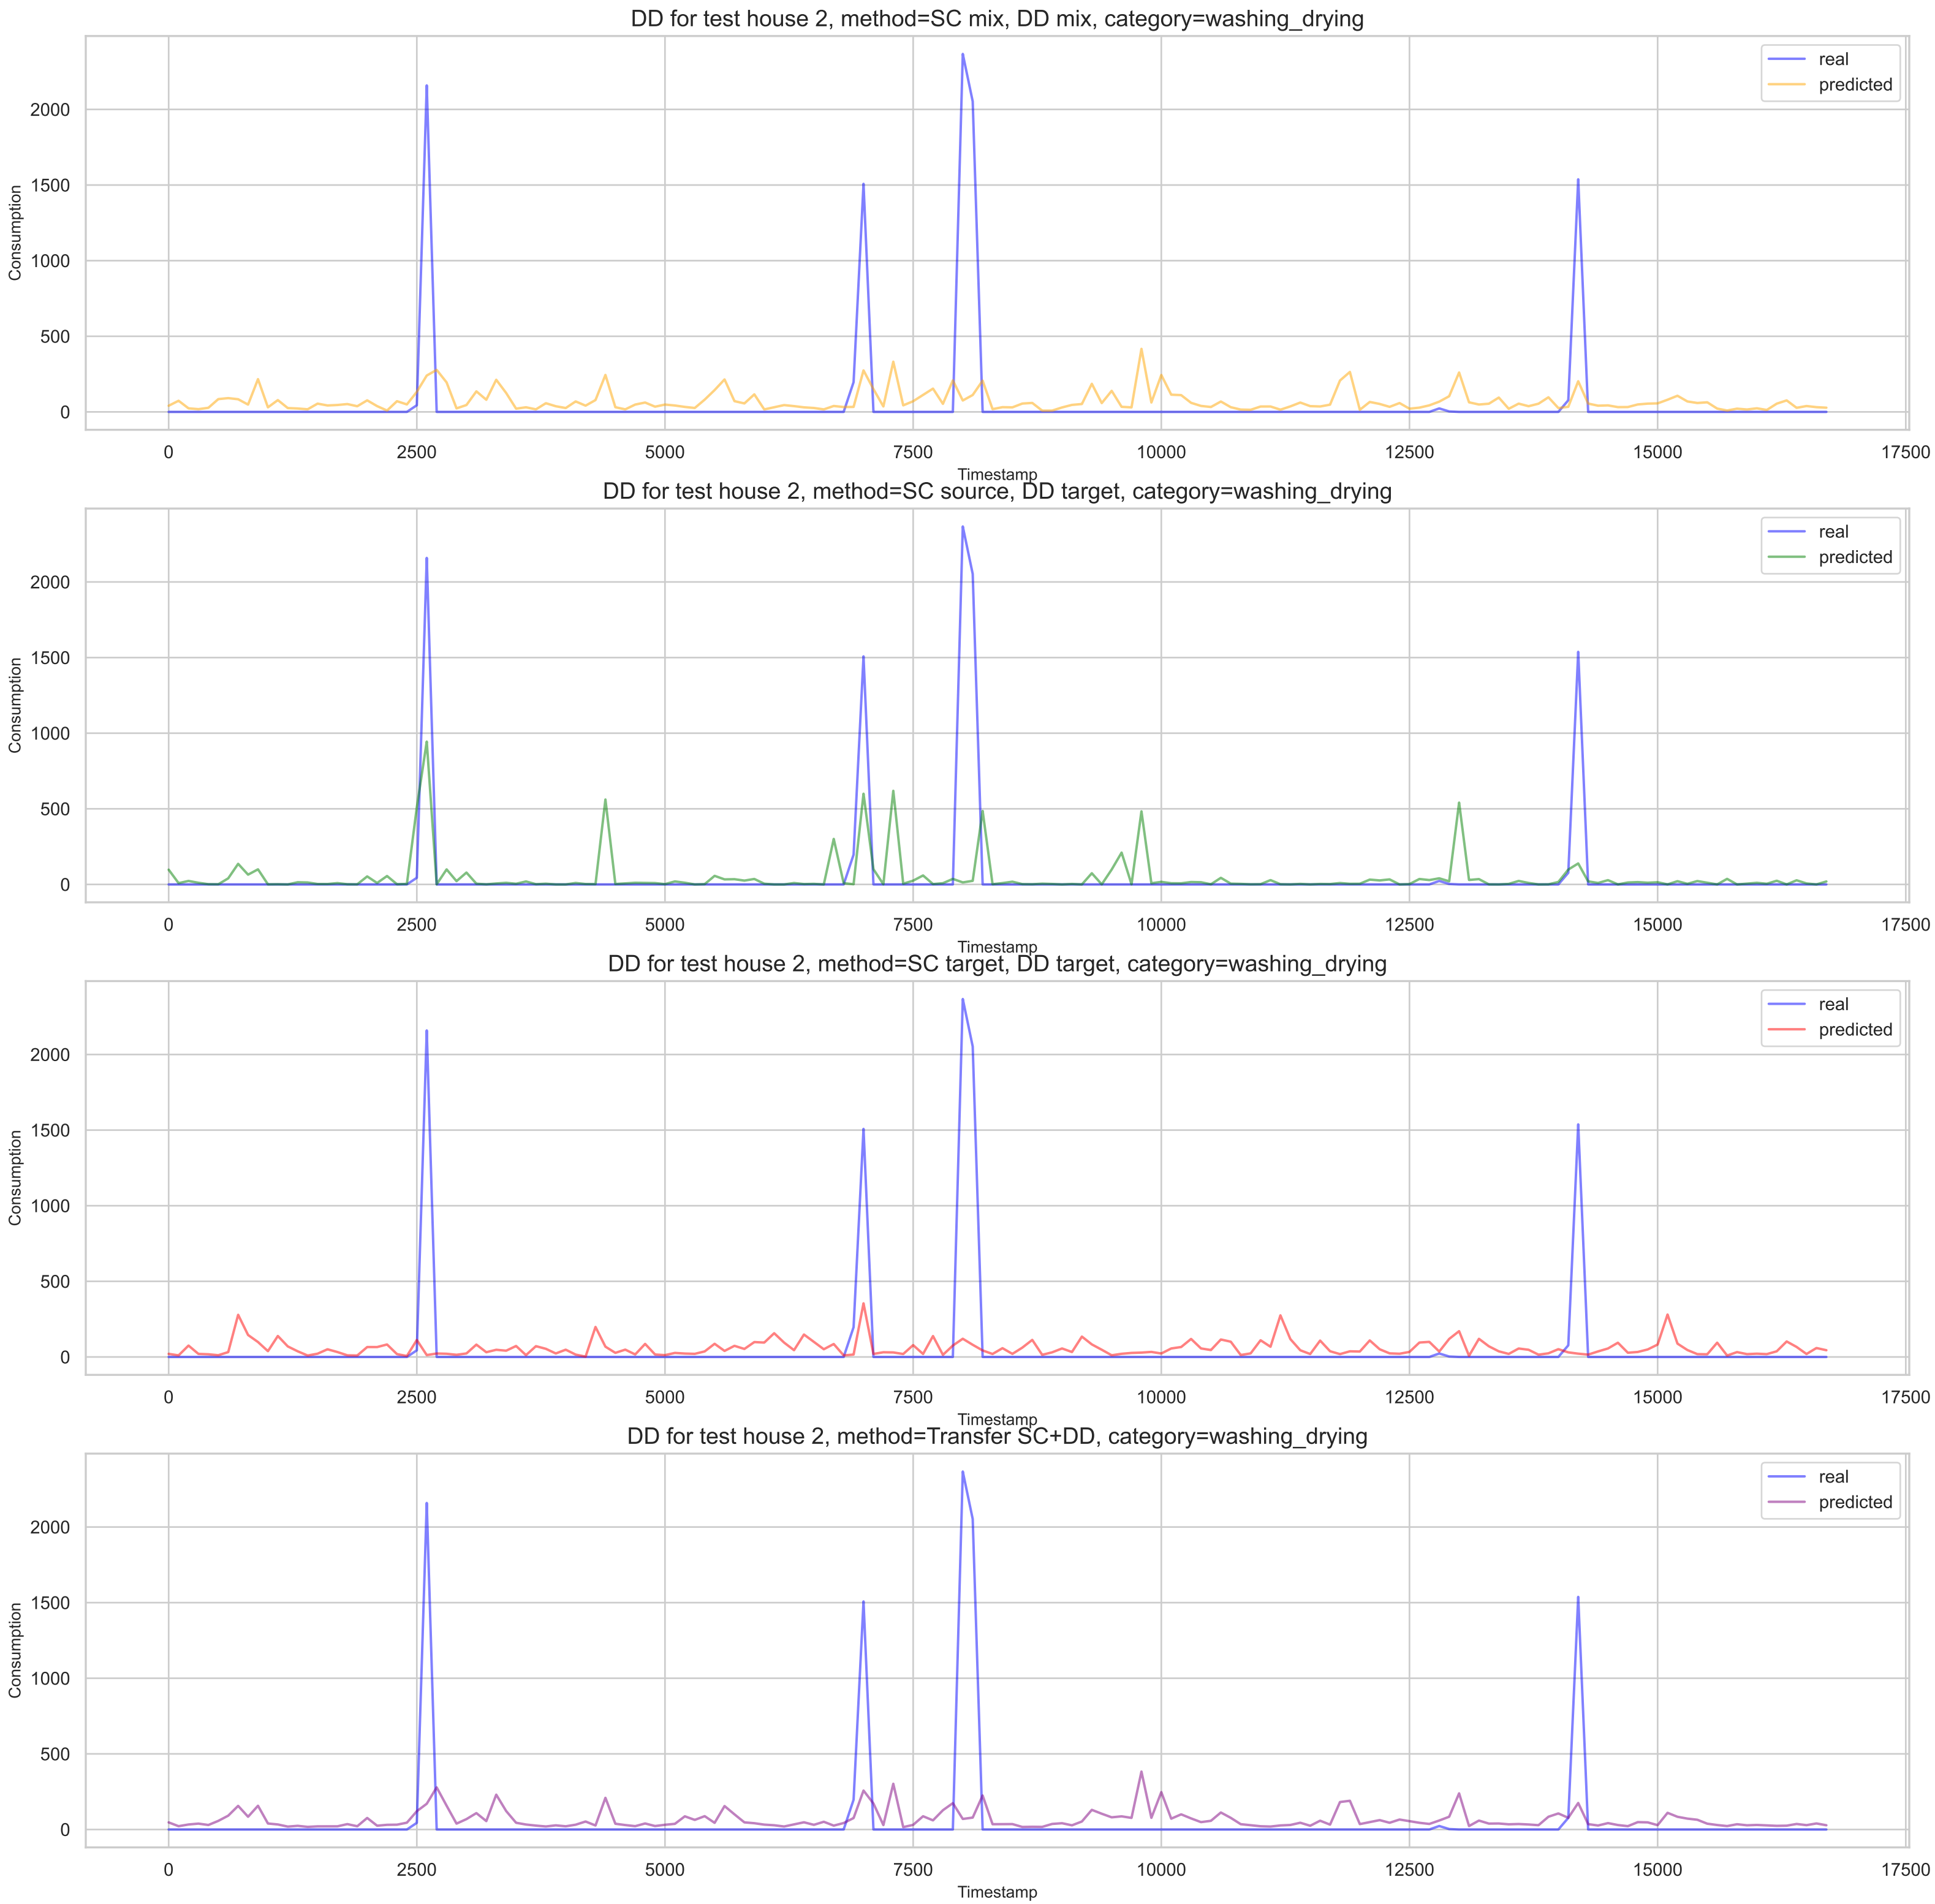 DD for test house 2, method=SC mix, DD mix, category=washing_drying
real
predicted
Consumption
2000
1500
1000
500
0
0 2500 5000 7500 10000 12500 15000 17500
Timestamp
DD for test house 2, method=SC source, DD target, category=washing_drying
real
predicted
Consumption
2000
1500
1000
500
0
0 2500 5000 7500 10000 12500 15000 17500
Timestamp
DD for test house 2, method=SC target, DD target, category=washing_drying
real
predicted
Consumption
2000
1500
1000
500
0
0 2500 5000 7500 10000 12500 15000 17500
Timestamp
DD for test house 2, method=Transfer SC+DD, category=washing_drying
real
predicted
Consumption
2000
1500
1000
500
0
0 2500 5000 7500 10000 12500 15000 17500
Timestamp